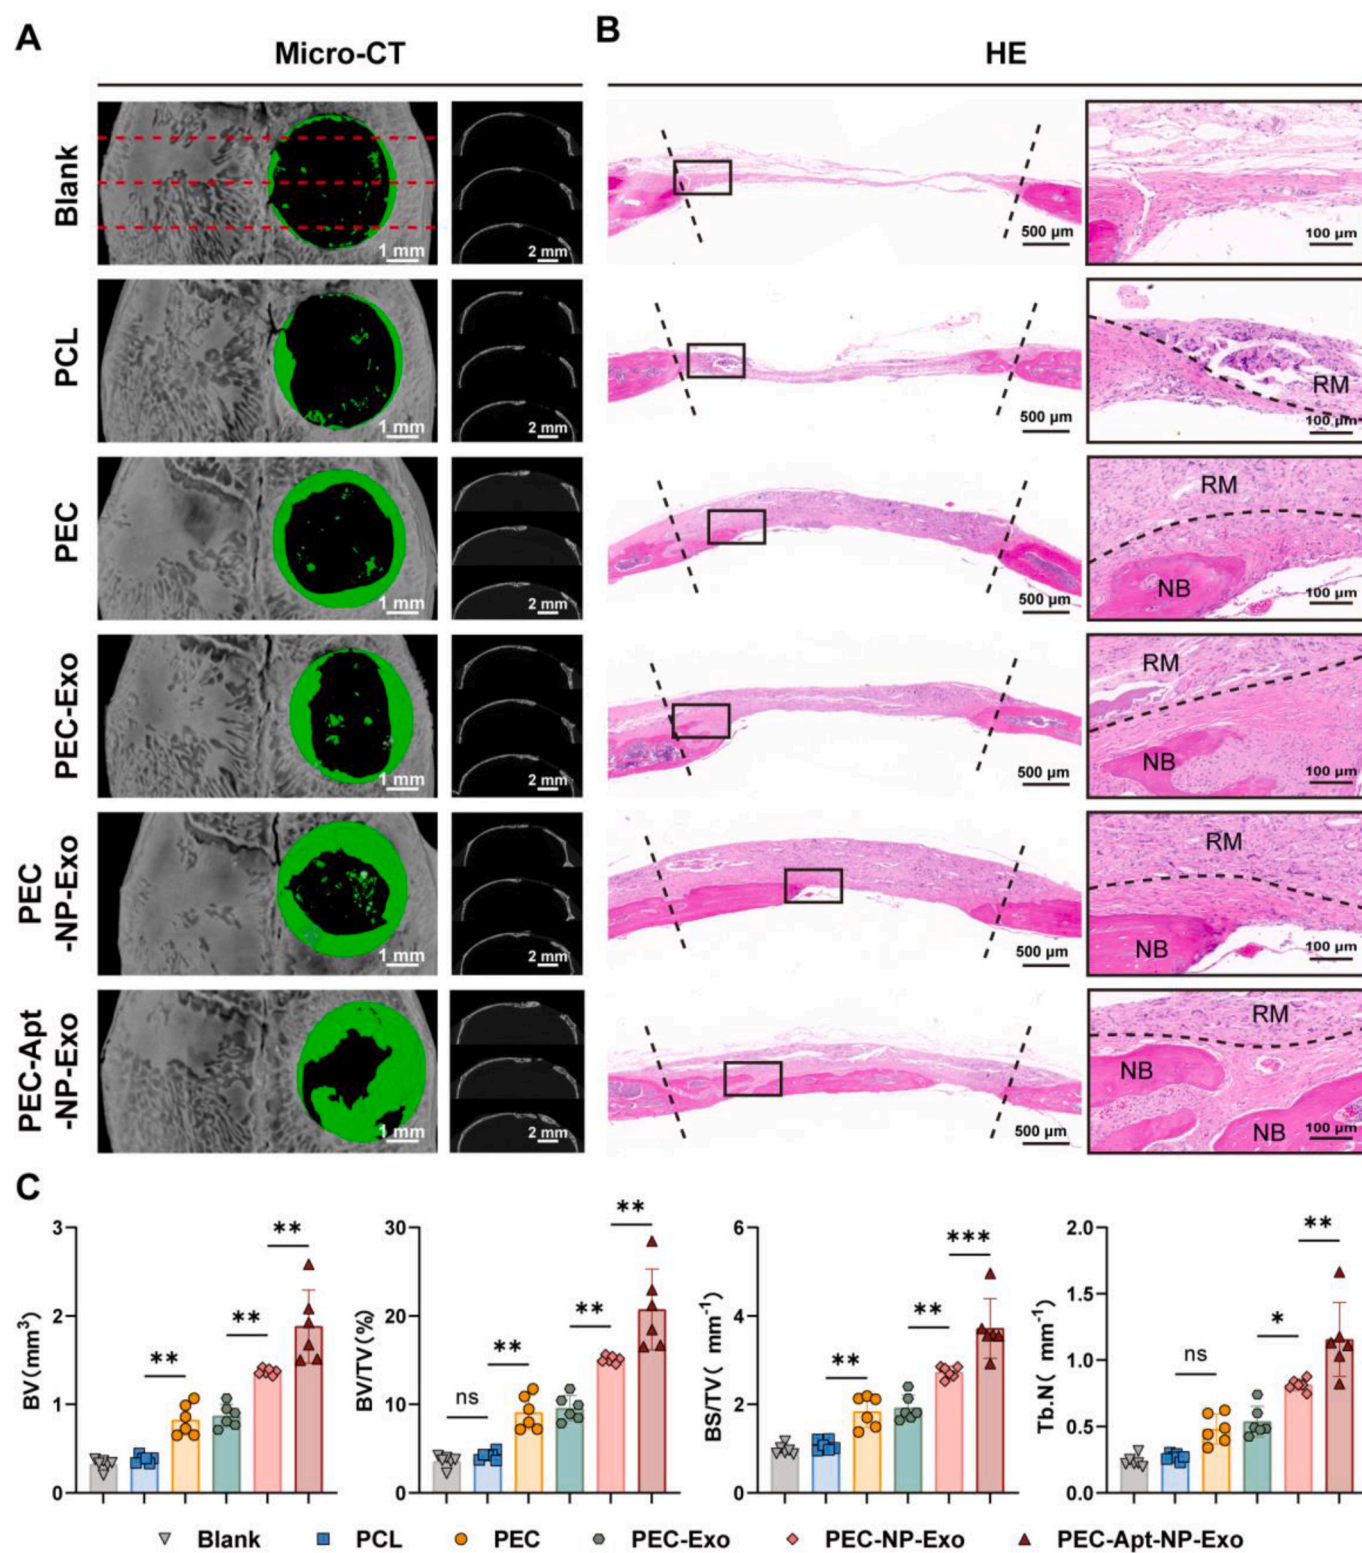 A
B
Micro-CT
HE
Blank
1 mm
2 mm
500 μm
100 μm
PCL
1 mm
2 mm
500 μm
RM
100 μm
PEC
1 mm
2 mm
500 μm
RM
NB
100 μm
PEC-Exo
1 mm
2 mm
500 μm
RM
NB
100 μm
PEC
-NP-Exo
1 mm
2 mm
500 μm
RM
NB
100 μm
PEC-Apt
-NP-Exo
1 mm
2 mm
500 μm
RM
NB
NB
100 μm
C
BV(mm³)
3
2
1
0
**
**
**
BV/TV(%)
30
20
10
0
ns
**
**
**
BS/TV( mm⁻¹)
6
4
2
0
**
**
***
Tb.N( mm⁻¹)
2.0
1.5
1.0
0.5
0.0
ns
*
**
Blank PCL PEC PEC-Exo PEC-NP-Exo PEC-Apt-NP-Exo